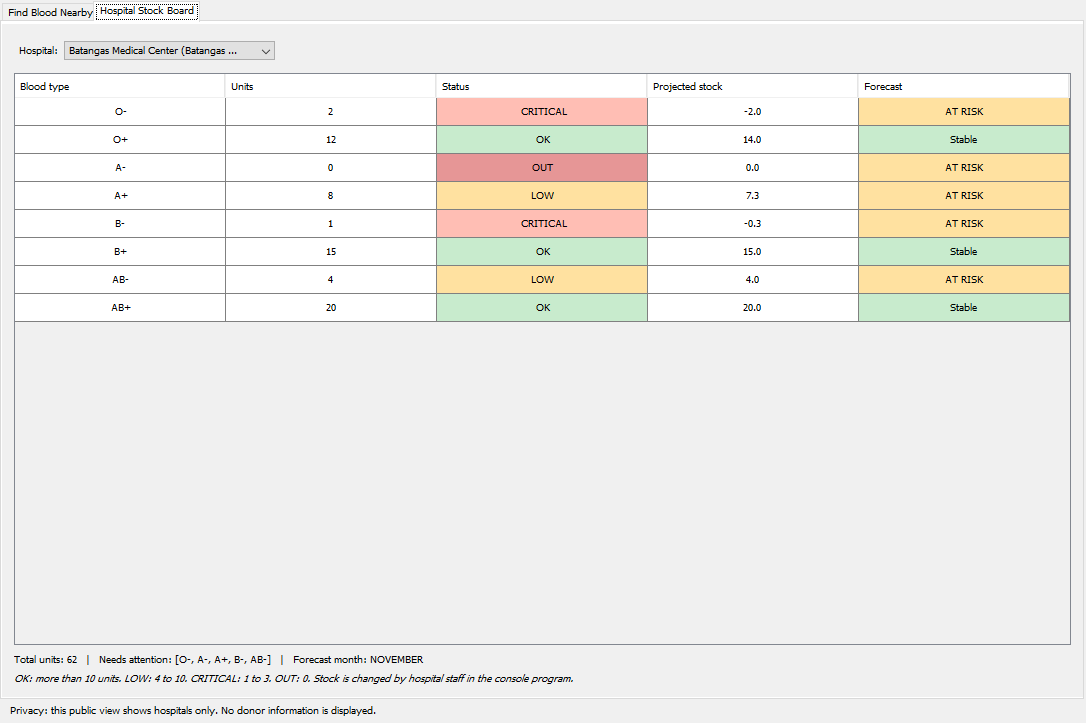 Find Blood Nearby Hospital Stock Board
Hospital: Batangas Medical Center (Batangas ...
Blood type Units Status Projected stock Forecast
O- 2 CRITICAL -2.0 AT RISK
O+ 12 OK 14.0 Stable
A- 0 OUT 0.0 AT RISK
A+ 8 LOW 7.3 AT RISK
B- 1 CRITICAL -0.3 AT RISK
B+ 15 OK 15.0 Stable
AB- 4 LOW 4.0 AT RISK
AB+ 20 OK 20.0 Stable
Total units: 62 | Needs attention: [O-, A-, A+, B-, AB-] | Forecast month: NOVEMBER
OK: more than 10 units. LOW: 4 to 10. CRITICAL: 1 to 3. OUT: 0. Stock is changed by hospital staff in the console program.
Privacy: this public view shows hospitals only. No donor information is displayed.